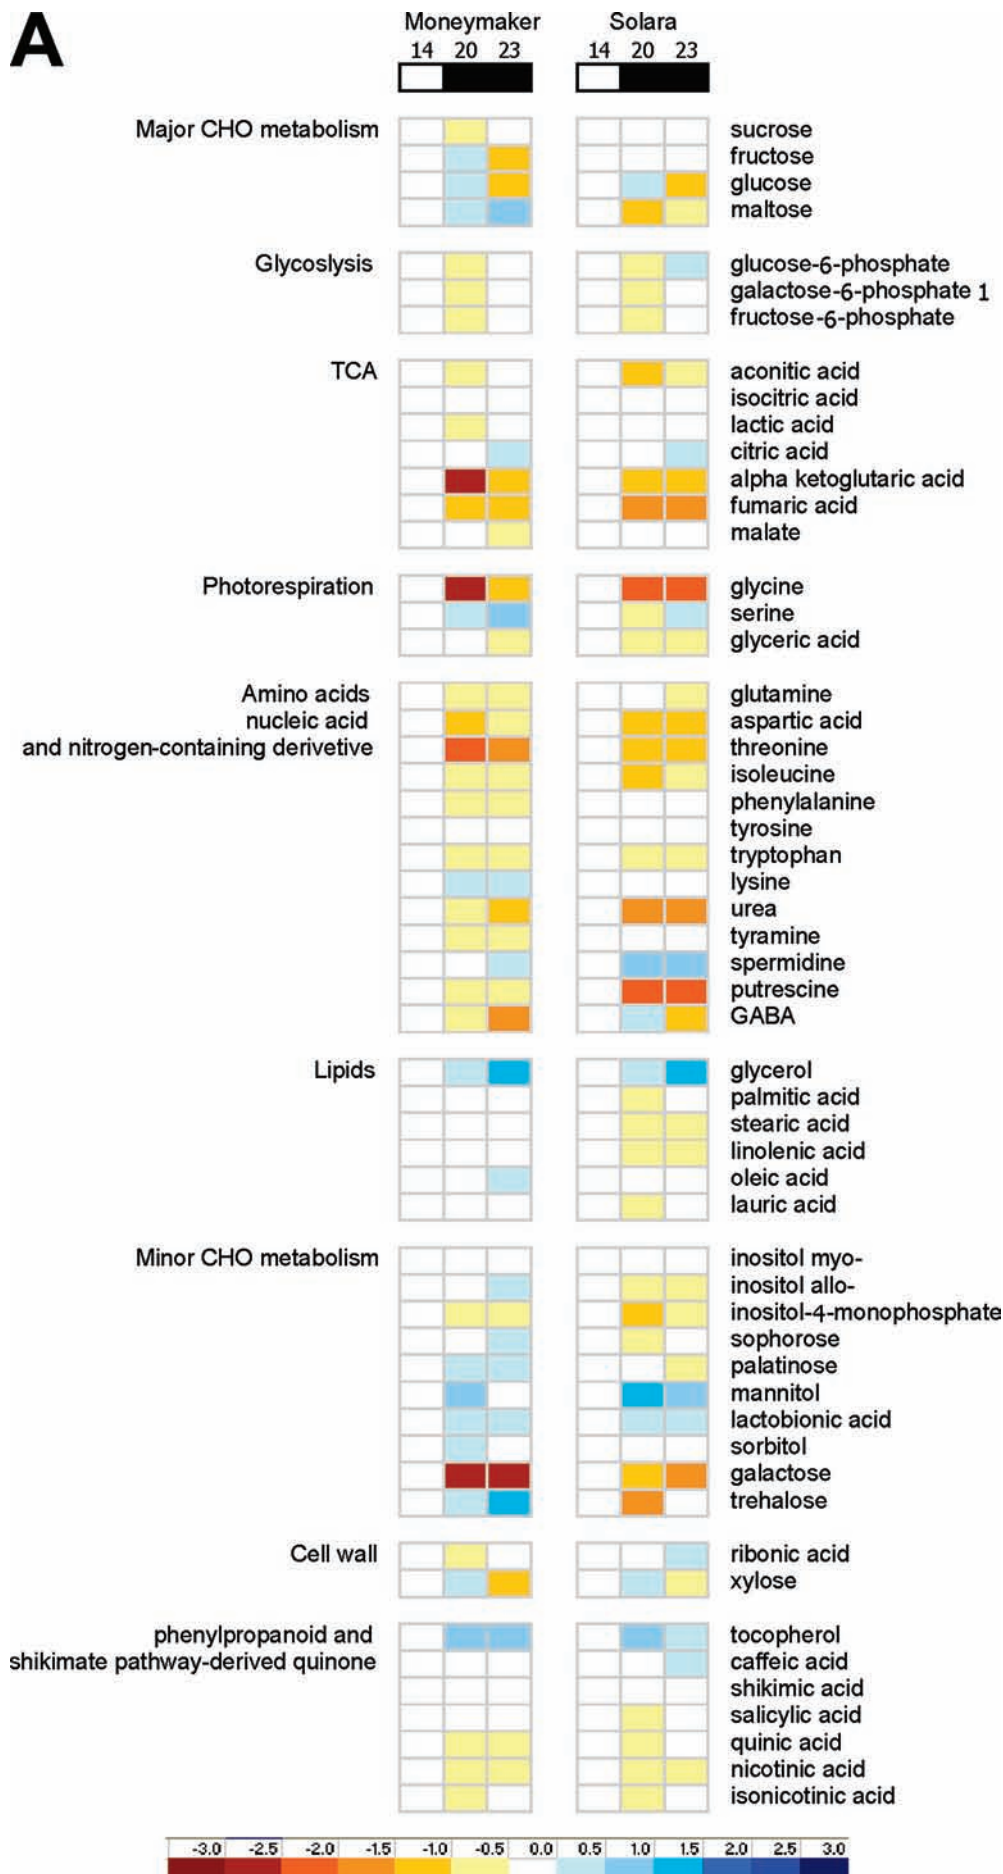 A
Moneymaker Solara
14 20 23 14 20 23
Major CHO metabolism sucrose
fructose
glucose
maltose
Glycoslysis glucose-6-phosphate
galactose-6-phosphate 1
fructose-6-phosphate
TCA aconitic acid
isocitric acid
lactic acid
citric acid
alpha ketoglutaric acid
fumaric acid
malate
Photorespiration glycine
serine
glyceric acid
Amino acids glutamine
nucleic acid aspartic acid
and nitrogen-containing derivetive threonine
isoleucine
phenylalanine
tyrosine
tryptophan
lysine
urea
tyramine
spermidine
putrescine
GABA
Lipids glycerol
palmitic acid
stearic acid
linolenic acid
oleic acid
lauric acid
Minor CHO metabolism inositol myo-
inositol allo-
inositol-4-monophosphate
sophorose
palatinose
mannitol
lactobionic acid
sorbitol
galactose
trehalose
Cell wall ribonic acid
xylose
phenylpropanoid and tocopherol
shikimate pathway-derived quinone caffeic acid
shikimic acid
salicylic acid
quinic acid
nicotinic acid
isonicotinic acid
-3.0 -2.5 -2.0 -1.5 -1.0 -0.5 0.0 0.5 1.0 1.5 2.0 2.5 3.0